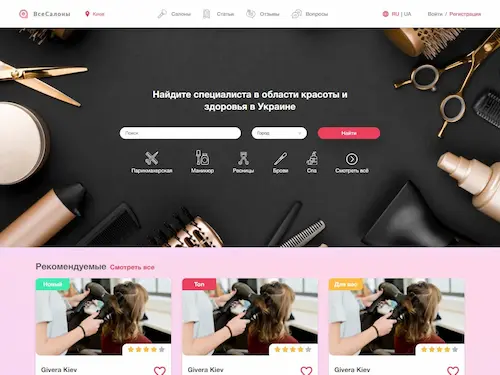 ВсеСалоны
Киев
Салоны
Статьи
Отзывы
Вопросы
RU | UA
Войти / Регистрация
Найдите специалиста в области красоты и
здоровья в Украине
Поиск
Город
Найти
Парикмахерская
Маникюр
Ресницы
Брови
Спа
Смотреть всё
Рекомендуемые Смотреть все
Новый
Топ
Для вас
Givera Kiev
Givera Kiev
Givera Kiev